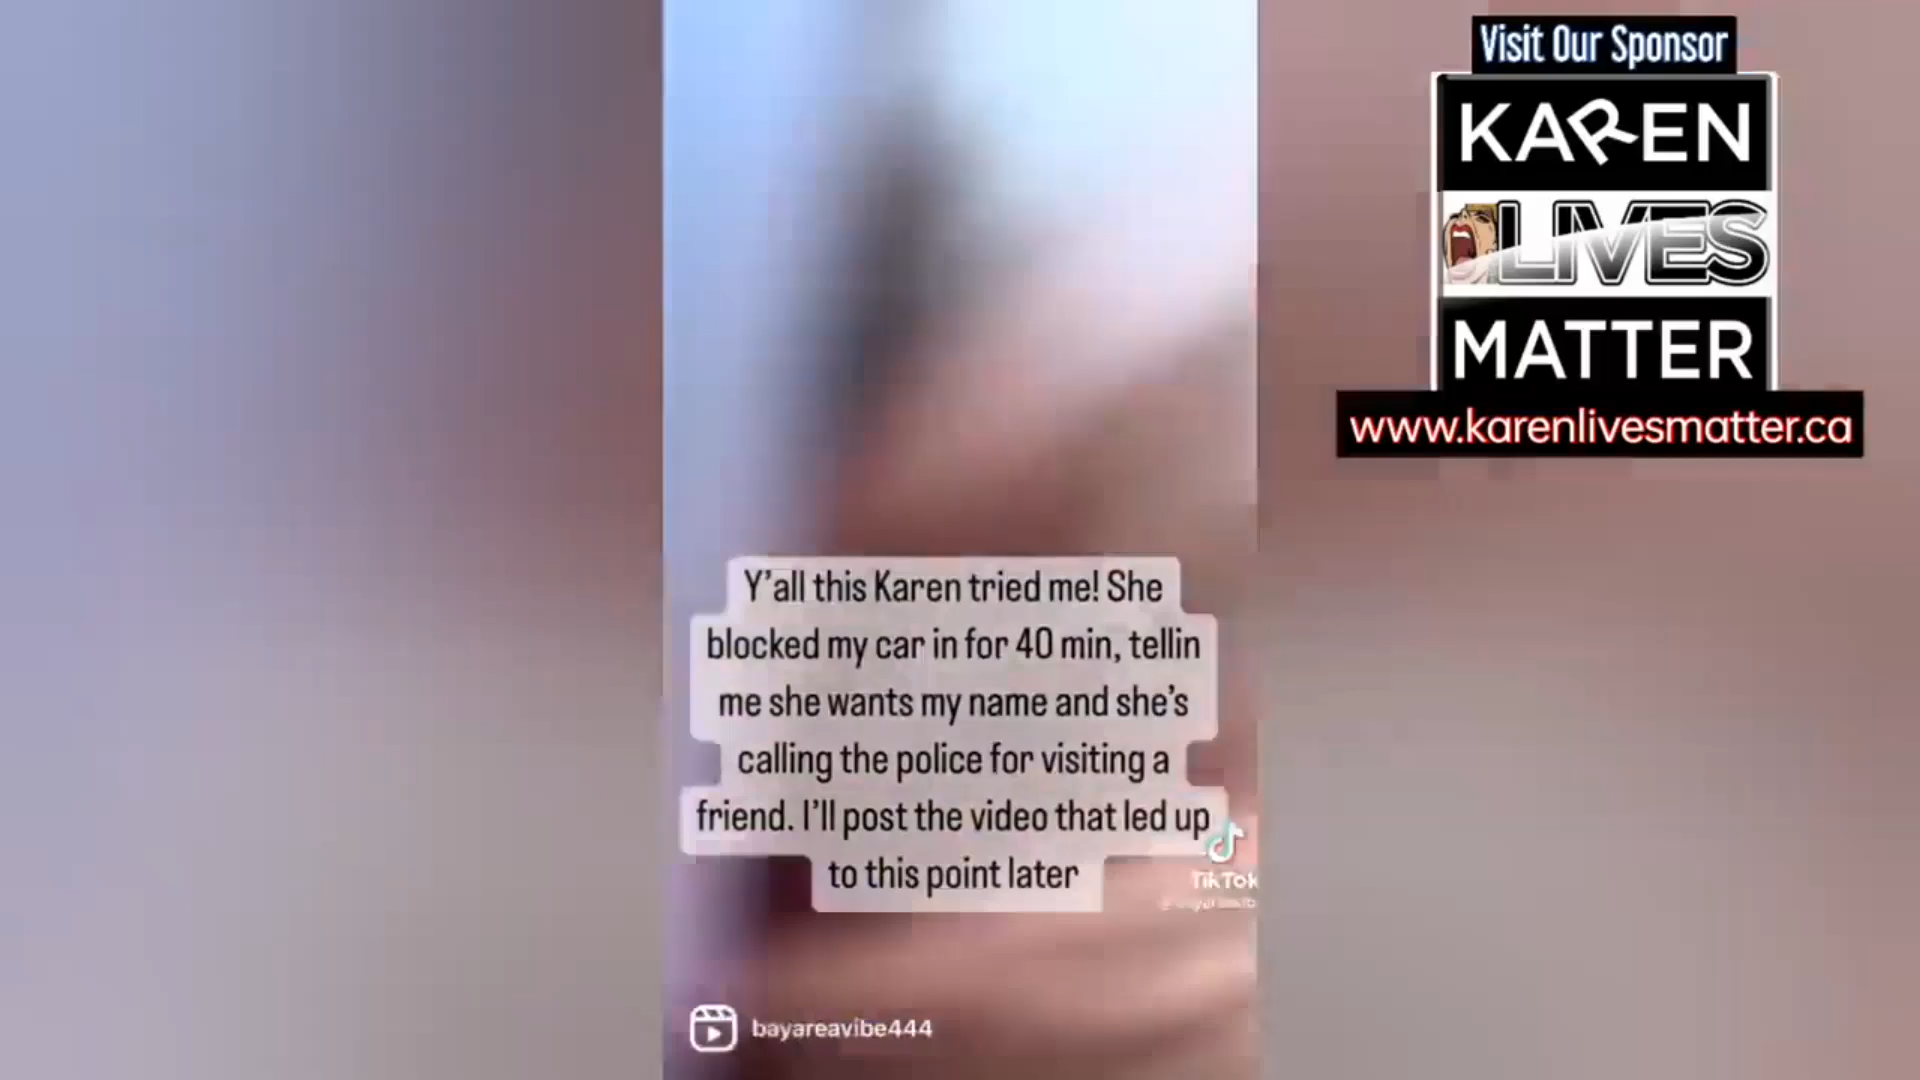 Visit Our Sponsor
KAREN
LIVES
MATTER
www.karenlivesmatter.ca
Y'all this Karen tried me! She
blocked my car in for 40 min, tellin
me she wants my name and she's
calling the police for visiting a
friend. I'll post the video that led up
to this point later
TikTok
bayareavibe444